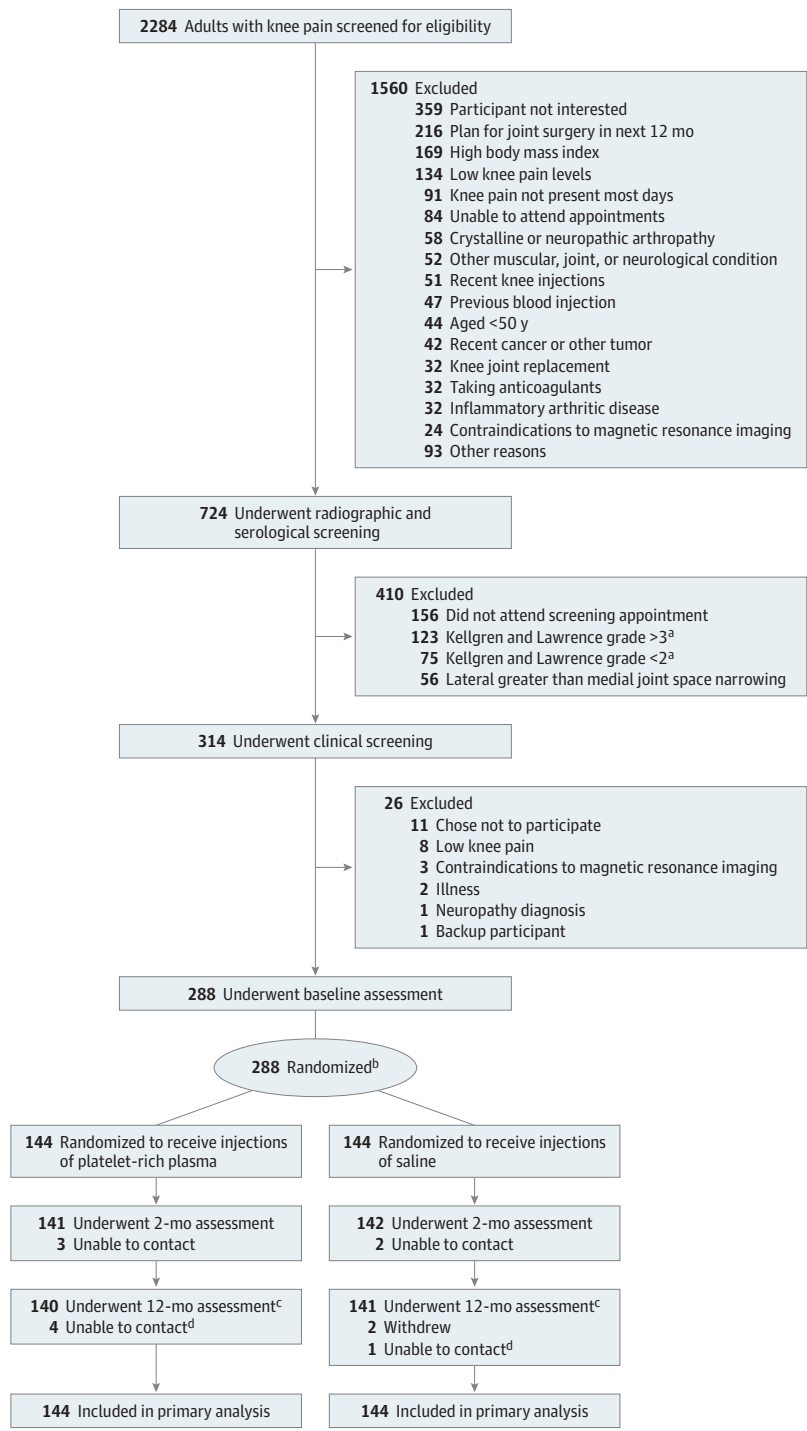 2284 Adults with knee pain screened for eligibility
1560 Excluded
359 Participant not interested
216 Plan for joint surgery in next 12 mo
169 High body mass index
134 Low knee pain levels
91 Knee pain not present most days
84 Unable to attend appointments
58 Crystalline or neuropathic arthropathy
52 Other muscular, joint, or neurological condition
51 Recent knee injections
47 Previous blood injection
44 Aged <50 y
42 Recent cancer or other tumor
32 Knee joint replacement
32 Taking anticoagulants
32 Inflammatory arthritic disease
24 Contraindications to magnetic resonance imaging
93 Other reasons
724 Underwent radiographic and
serological screening
410 Excluded
156 Did not attend screening appointment
123 Kellgren and Lawrence grade >3a
75 Kellgren and Lawrence grade <2a
56 Lateral greater than medial joint space narrowing
314 Underwent clinical screening
26 Excluded
11 Chose not to participate
8 Low knee pain
3 Contraindications to magnetic resonance imaging
2 Illness
1 Neuropathy diagnosis
1 Backup participant
288 Underwent baseline assessment
288 Randomizedb
144 Randomized to receive injections
of platelet-rich plasma
144 Randomized to receive injections
of saline
141 Underwent 2-mo assessment
3 Unable to contact
142 Underwent 2-mo assessment
2 Unable to contact
140 Underwent 12-mo assessmentc
4 Unable to contactd
141 Underwent 12-mo assessmentc
2 Withdrew
1 Unable to contactd
144 Included in primary analysis
144 Included in primary analysis